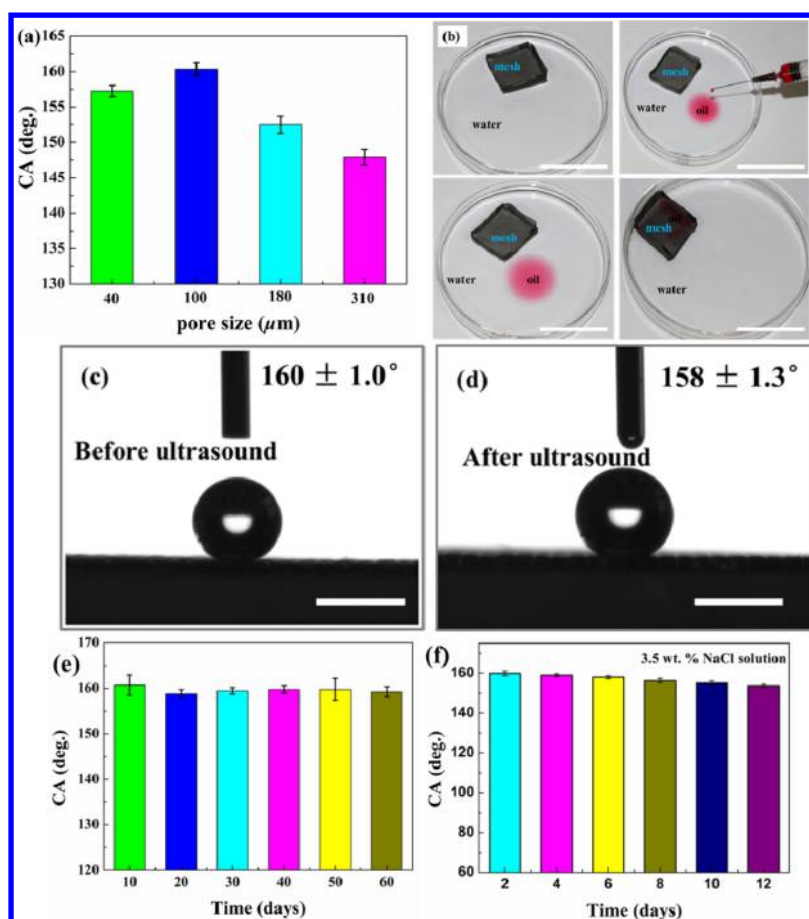 (a)
165
160
155
150
145
140
135
130
CA (deg.)
40 100 180 310
pore size (µm)
(b)
mesh
water
mesh
water
oil
mesh
water
oil
oil
mesh
water
(c)
160 ± 1.0°
Before ultrasound
(d)
158 ± 1.3°
After ultrasound
(e)
170
160
150
140
130
120
CA (deg.)
10 20 30 40 50 60
Time (days)
(f)
3.5 wt. % NaCl solution
160
140
120
100
80
60
CA (deg.)
2 4 6 8 10 12
Time (days)